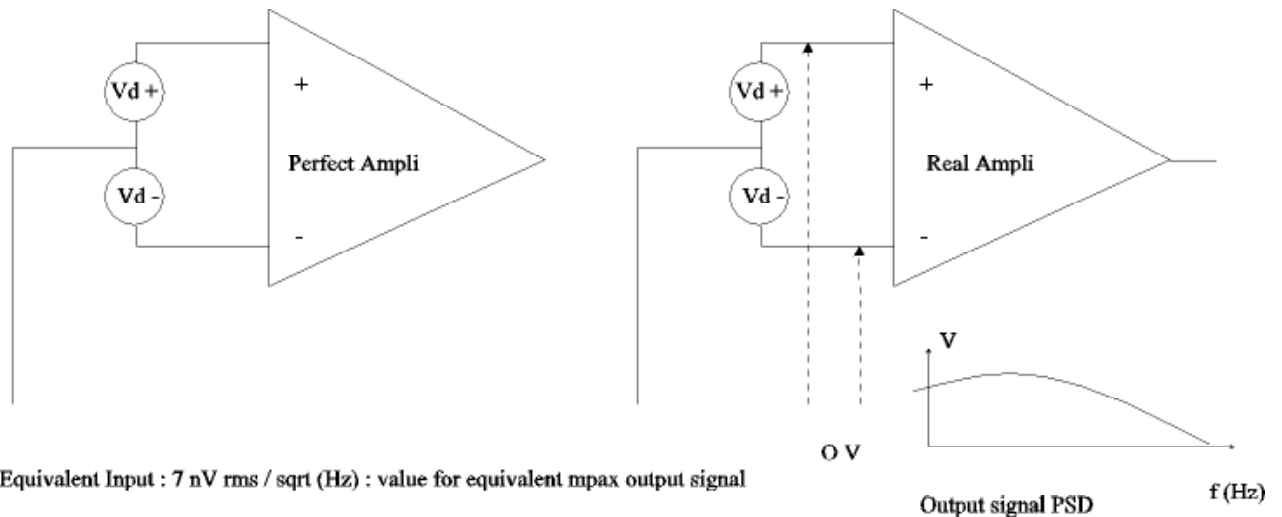 Vd +
+
Perfect Ampli
Vd -
-
Vd +
+
Real Ampli
Vd -
-
V
O V
Equivalent Input : 7 nV rms / sqrt (Hz) : value for equivalent mpax output signal
f (Hz)
Output signal PSD